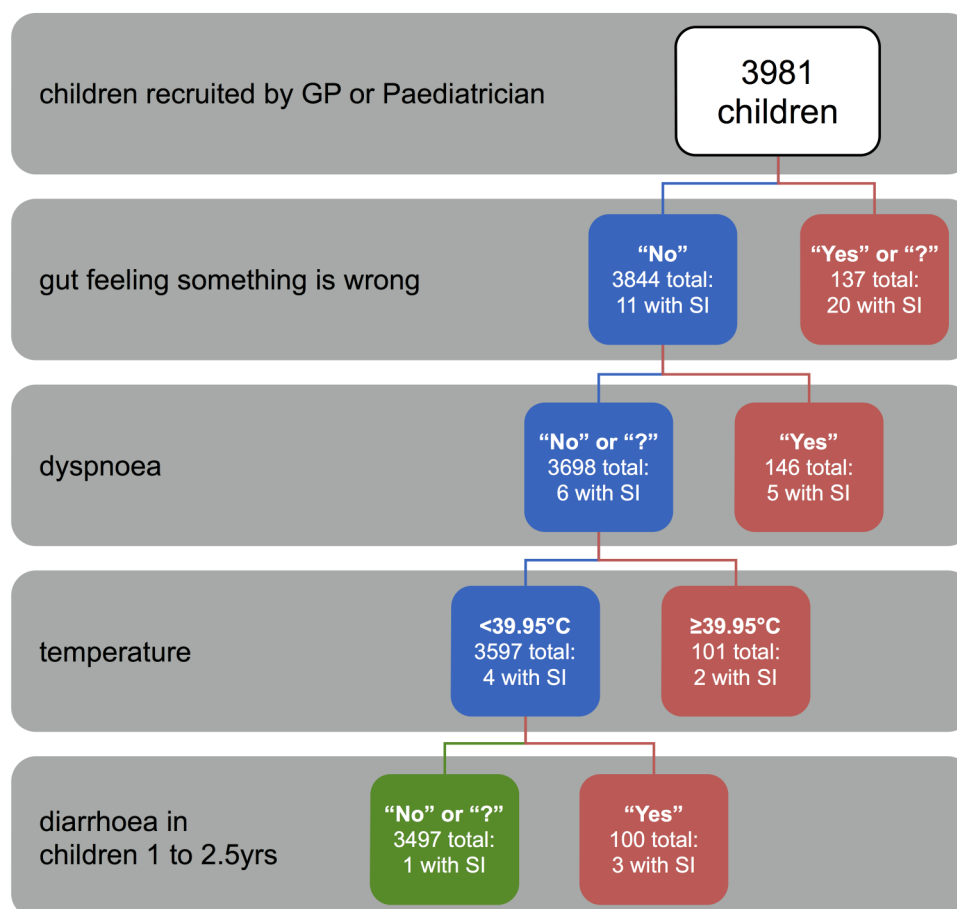 children recruited by GP or Paediatrician
3981
children
gut feeling something is wrong
“No”
3844 total:
11 with SI
“Yes” or “?”
137 total:
20 with SI
dyspnoea
“No” or “?”
3698 total:
6 with SI
“Yes”
146 total:
5 with SI
temperature
<39.95°C
3597 total:
4 with SI
≥39.95°C
101 total:
2 with SI
diarrhoea in
children 1 to 2.5yrs
“No” or “?”
3497 total:
1 with SI
“Yes”
100 total:
3 with SI